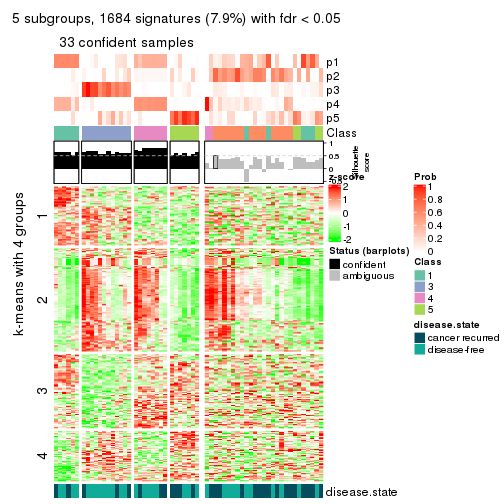 5 subgroups, 1684 signatures (7.9%) with fdr < 0.05
33 confident samples
p1
p2
p3
p4
p5
Class
1
0.5
0
Silhouette
score
k-means with 4 groups
1
2
3
4
z-score
2
1
0
-1
-2
Status (barplots)
confident
ambiguous
Prob
1
0.8
0.6
0.4
0.2
0
Class
1
3
4
5
disease.state
cancer recurred
disease-free
disease.state